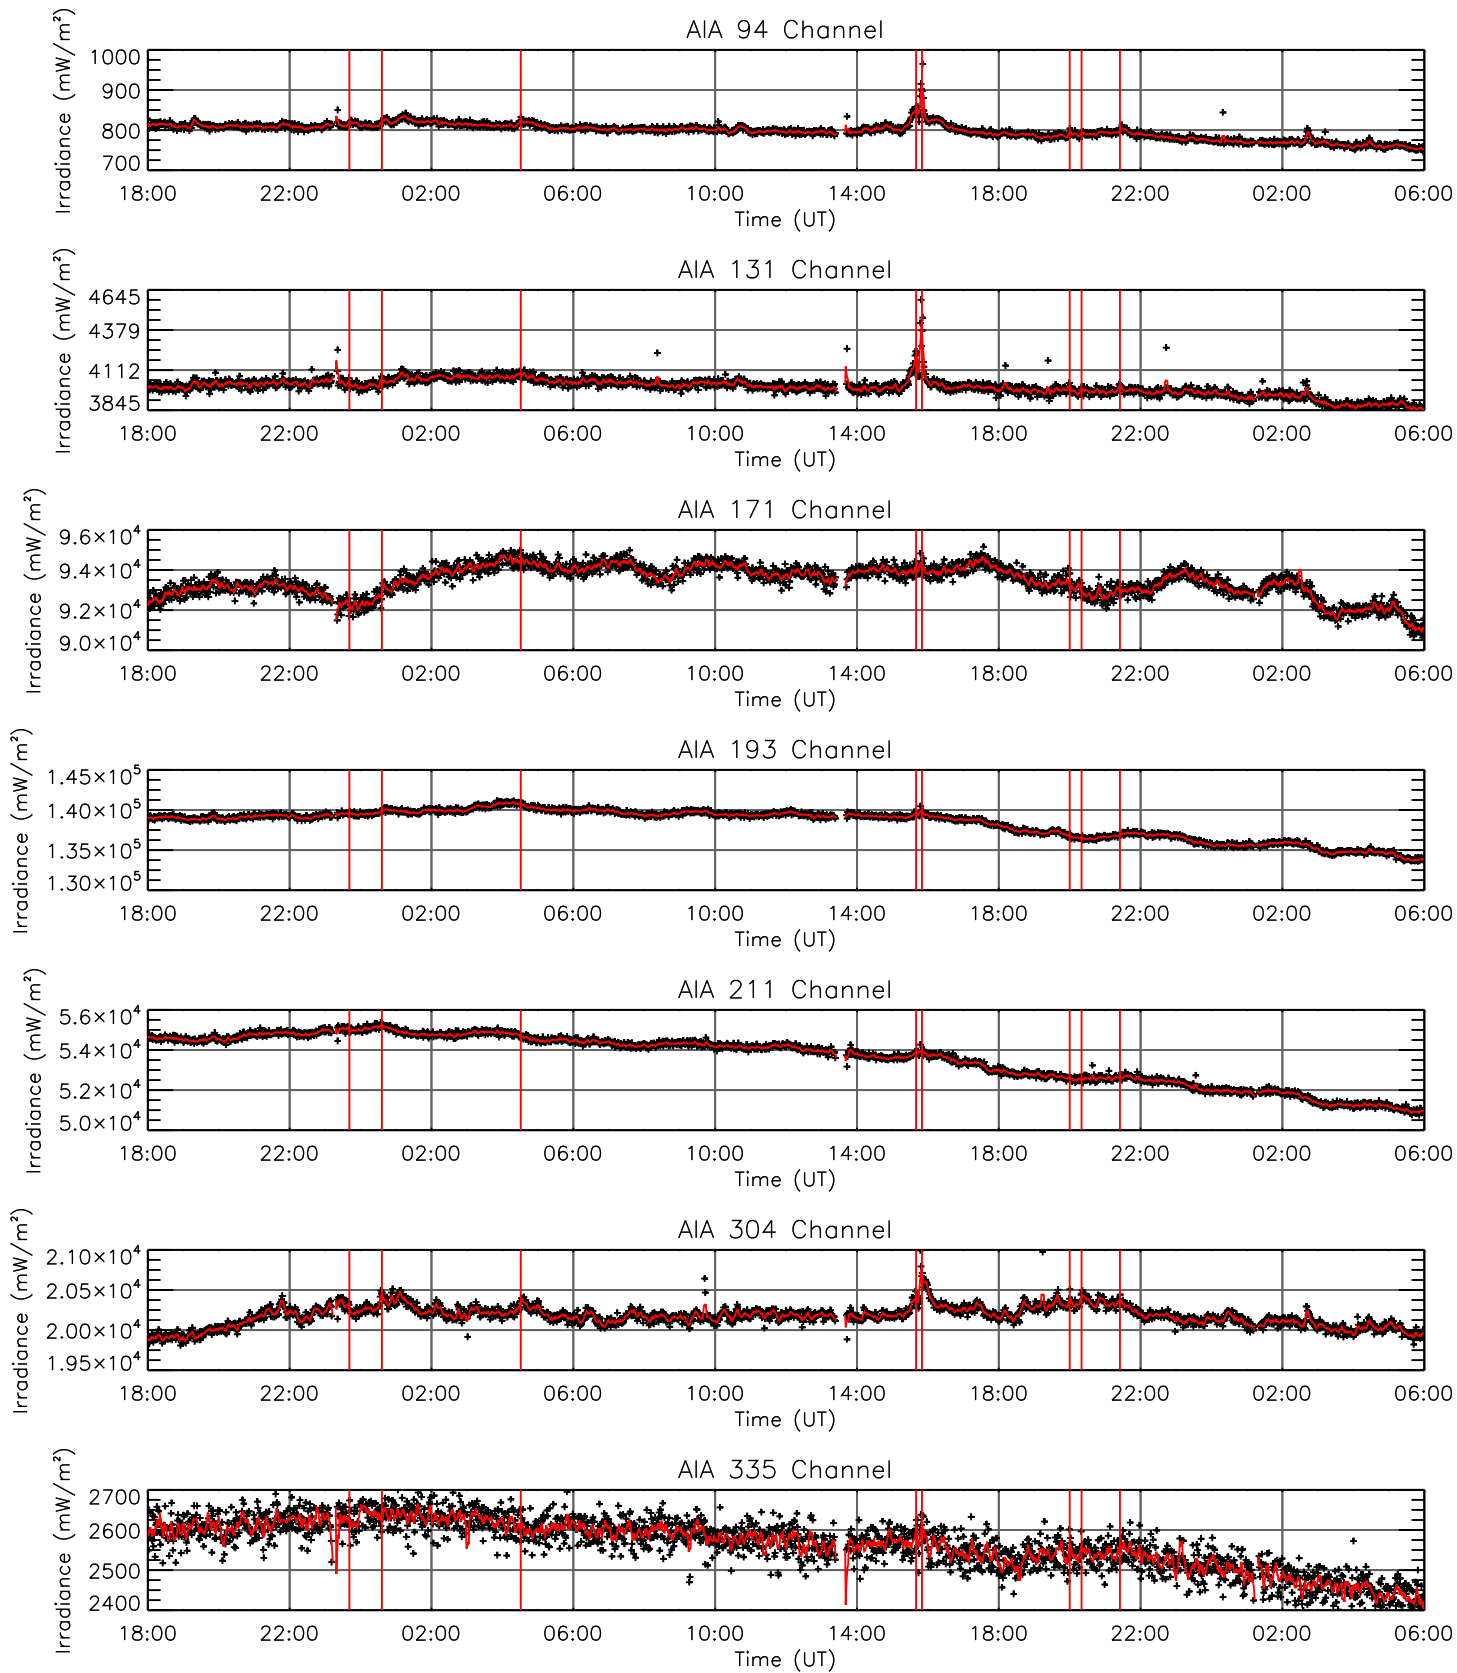 AIA 94 Channel
Irradiance (mW/m²)
1000
900
800
700
18:00 22:00 02:00 06:00 10:00 14:00 18:00 22:00 02:00 06:00
Time (UT)
AIA 131 Channel
Irradiance (mW/m²)
4645
4379
4112
3845
18:00 22:00 02:00 06:00 10:00 14:00 18:00 22:00 02:00 06:00
Time (UT)
AIA 171 Channel
Irradiance (mW/m²)
9.6×10⁴
9.4×10⁴
9.2×10⁴
9.0×10⁴
18:00 22:00 02:00 06:00 10:00 14:00 18:00 22:00 02:00 06:00
Time (UT)
AIA 193 Channel
Irradiance (mW/m²)
1.45×10⁵
1.40×10⁵
1.35×10⁵
1.30×10⁵
18:00 22:00 02:00 06:00 10:00 14:00 18:00 22:00 02:00 06:00
Time (UT)
AIA 211 Channel
Irradiance (mW/m²)
5.6×10⁴
5.4×10⁴
5.2×10⁴
5.0×10⁴
18:00 22:00 02:00 06:00 10:00 14:00 18:00 22:00 02:00 06:00
Time (UT)
AIA 304 Channel
Irradiance (mW/m²)
2.10×10⁴
2.05×10⁴
2.00×10⁴
1.95×10⁴
18:00 22:00 02:00 06:00 10:00 14:00 18:00 22:00 02:00 06:00
Time (UT)
AIA 335 Channel
Irradiance (mW/m²)
2700
2600
2500
2400
18:00 22:00 02:00 06:00 10:00 14:00 18:00 22:00 02:00 06:00
Time (UT)